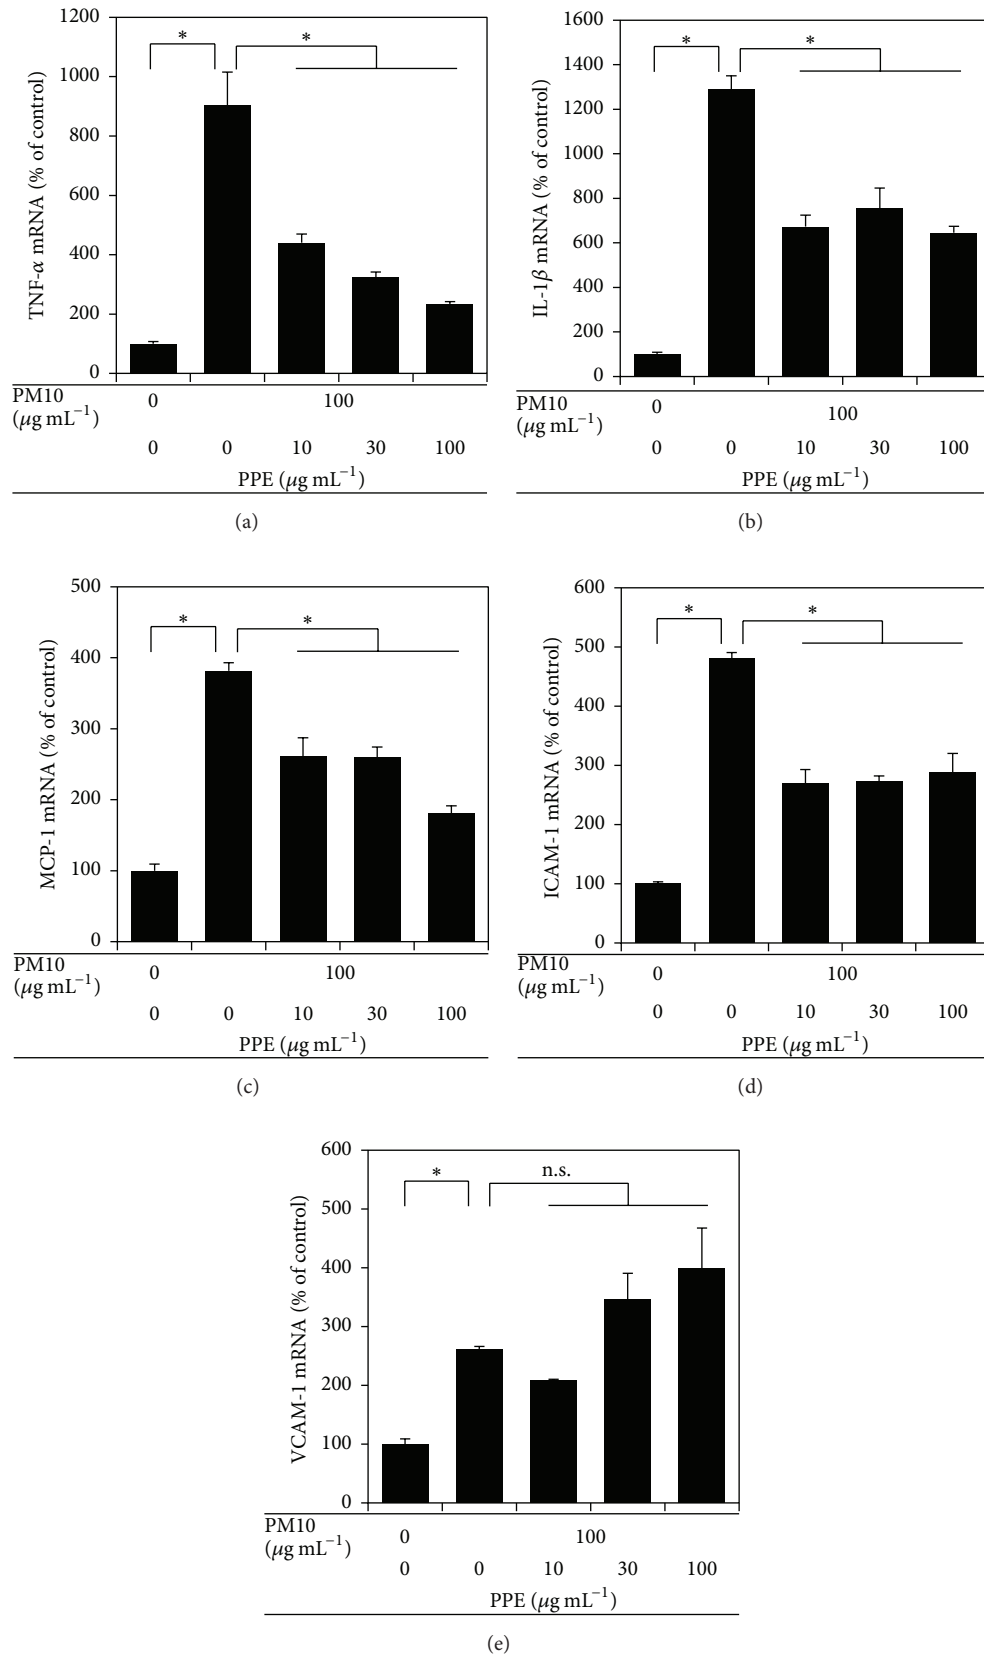 TNF-α mRNA (% of control)
1200
1000
800
600
400
200
0
*
*
PM10
(μg mL⁻¹)
0
100
0 0 10 30 100
PPE (μg mL⁻¹)
(a)
IL-1β mRNA (% of control)
1600
1400
1200
1000
800
600
400
200
0
*
*
PM10
(μg mL⁻¹)
0
100
0 0 10 30 100
PPE (μg mL⁻¹)
(b)
MCP-1 mRNA (% of control)
500
400
300
200
100
0
*
*
PM10
(μg mL⁻¹)
0
100
0 0 10 30 100
PPE (μg mL⁻¹)
(c)
ICAM-1 mRNA (% of control)
600
500
400
300
200
100
0
*
*
PM10
(μg mL⁻¹)
0
100
0 0 10 30 100
PPE (μg mL⁻¹)
(d)
VCAM-1 mRNA (% of control)
600
500
400
300
200
100
0
*
n.s.
PM10
(μg mL⁻¹)
0
100
0 0 10 30 100
PPE (μg mL⁻¹)
(e)